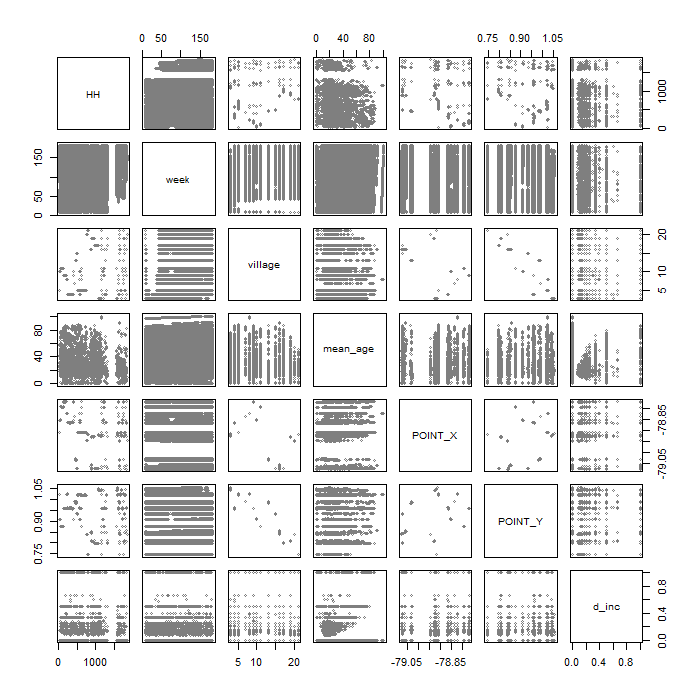 0 50 150
0 40 80
0.75 0.90 1.05
HH
0 1000
week
0 50 150
village
5 10 20
mean_age
0 40 80
POINT_X
-79.05 -78.85
POINT_Y
0.75 0.90 1.05
d_inc
0.0 0.4 0.8
0 1000
5 10 20
-79.05 -78.85
0.0 0.4 0.8